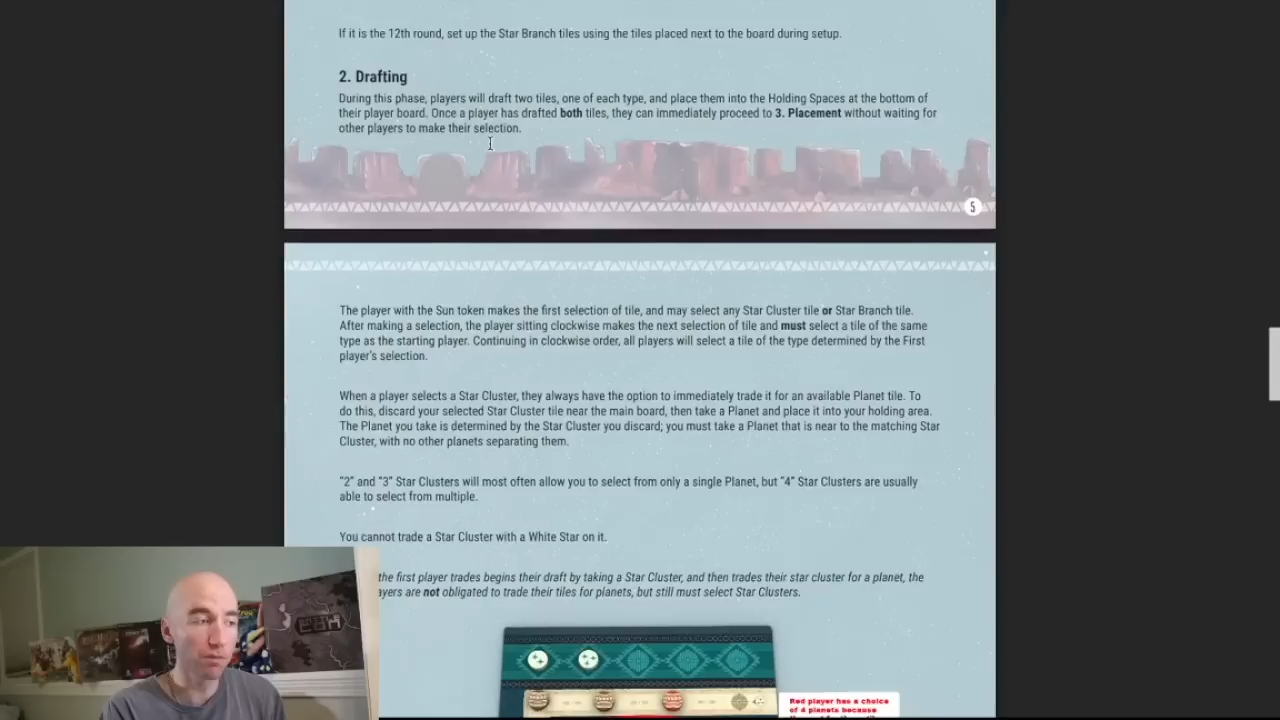 If it is the 12th round, set up the Star Branch tiles using the tiles placed next to the board during setup.
2. Drafting
During this phase, players will draft two tiles, one of each type, and place them into the Holding Spaces at the bottom of
their player board. Once a player has drafted both tiles, they can immediately proceed to 3. Placement without waiting for
other players to make their selection.
5
The player with the Sun token makes the first selection of tile, and may select any Star Cluster tile or Star Branch tile.
After making a selection, the player sitting clockwise makes the next selection of tile and must select a tile of the same
type as the starting player. Continuing in clockwise order, all players will select a tile of the type determined by the First
player's selection.
When a player selects a Star Cluster, they always have the option to immediately trade it for an available Planet tile. To
do this, discard your selected Star Cluster tile near the main board, then take a Planet and place it into your holding area.
The Planet you take is determined by the Star Cluster you discard; you must take a Planet that is near to the matching Star
Cluster, with no other planets separating them.
“2” and “3” Star Clusters will most often allow you to select from only a single Planet, but “4” Star Clusters are usually
able to select from multiple.
You cannot trade a Star Cluster with a White Star on it.
the first player trades begins their draft by taking a Star Cluster, and then trades their star cluster for a planet, the
ayers are not obligated to trade their tiles for planets, but still must select Star Clusters.
Red player has a choice
of 4 planets because